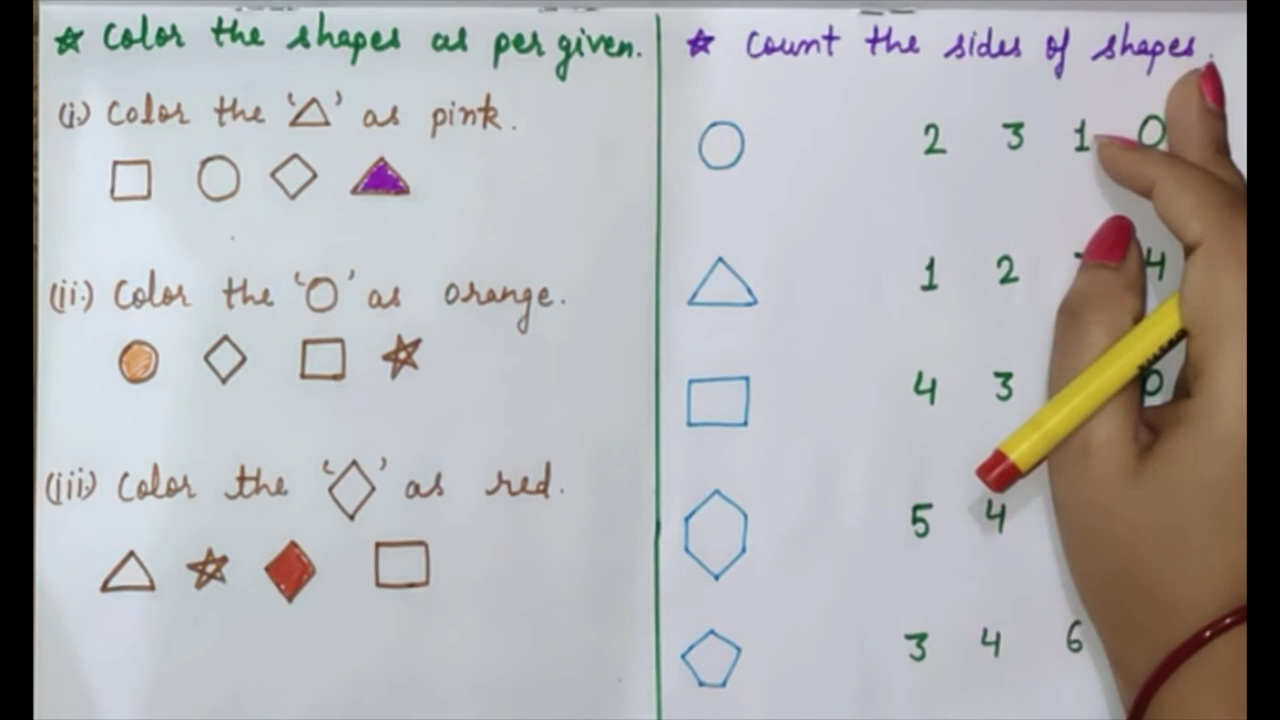 ★ Color the shapes as per given.
(i) Color the '△' as pink.
(ii.) Color the 'O' as orange.
(iii) Color the '◇' as red.
★ Count the sides of shapes.
2 3 1 0
1 2 4
4 3 0
5 4
3 4 6